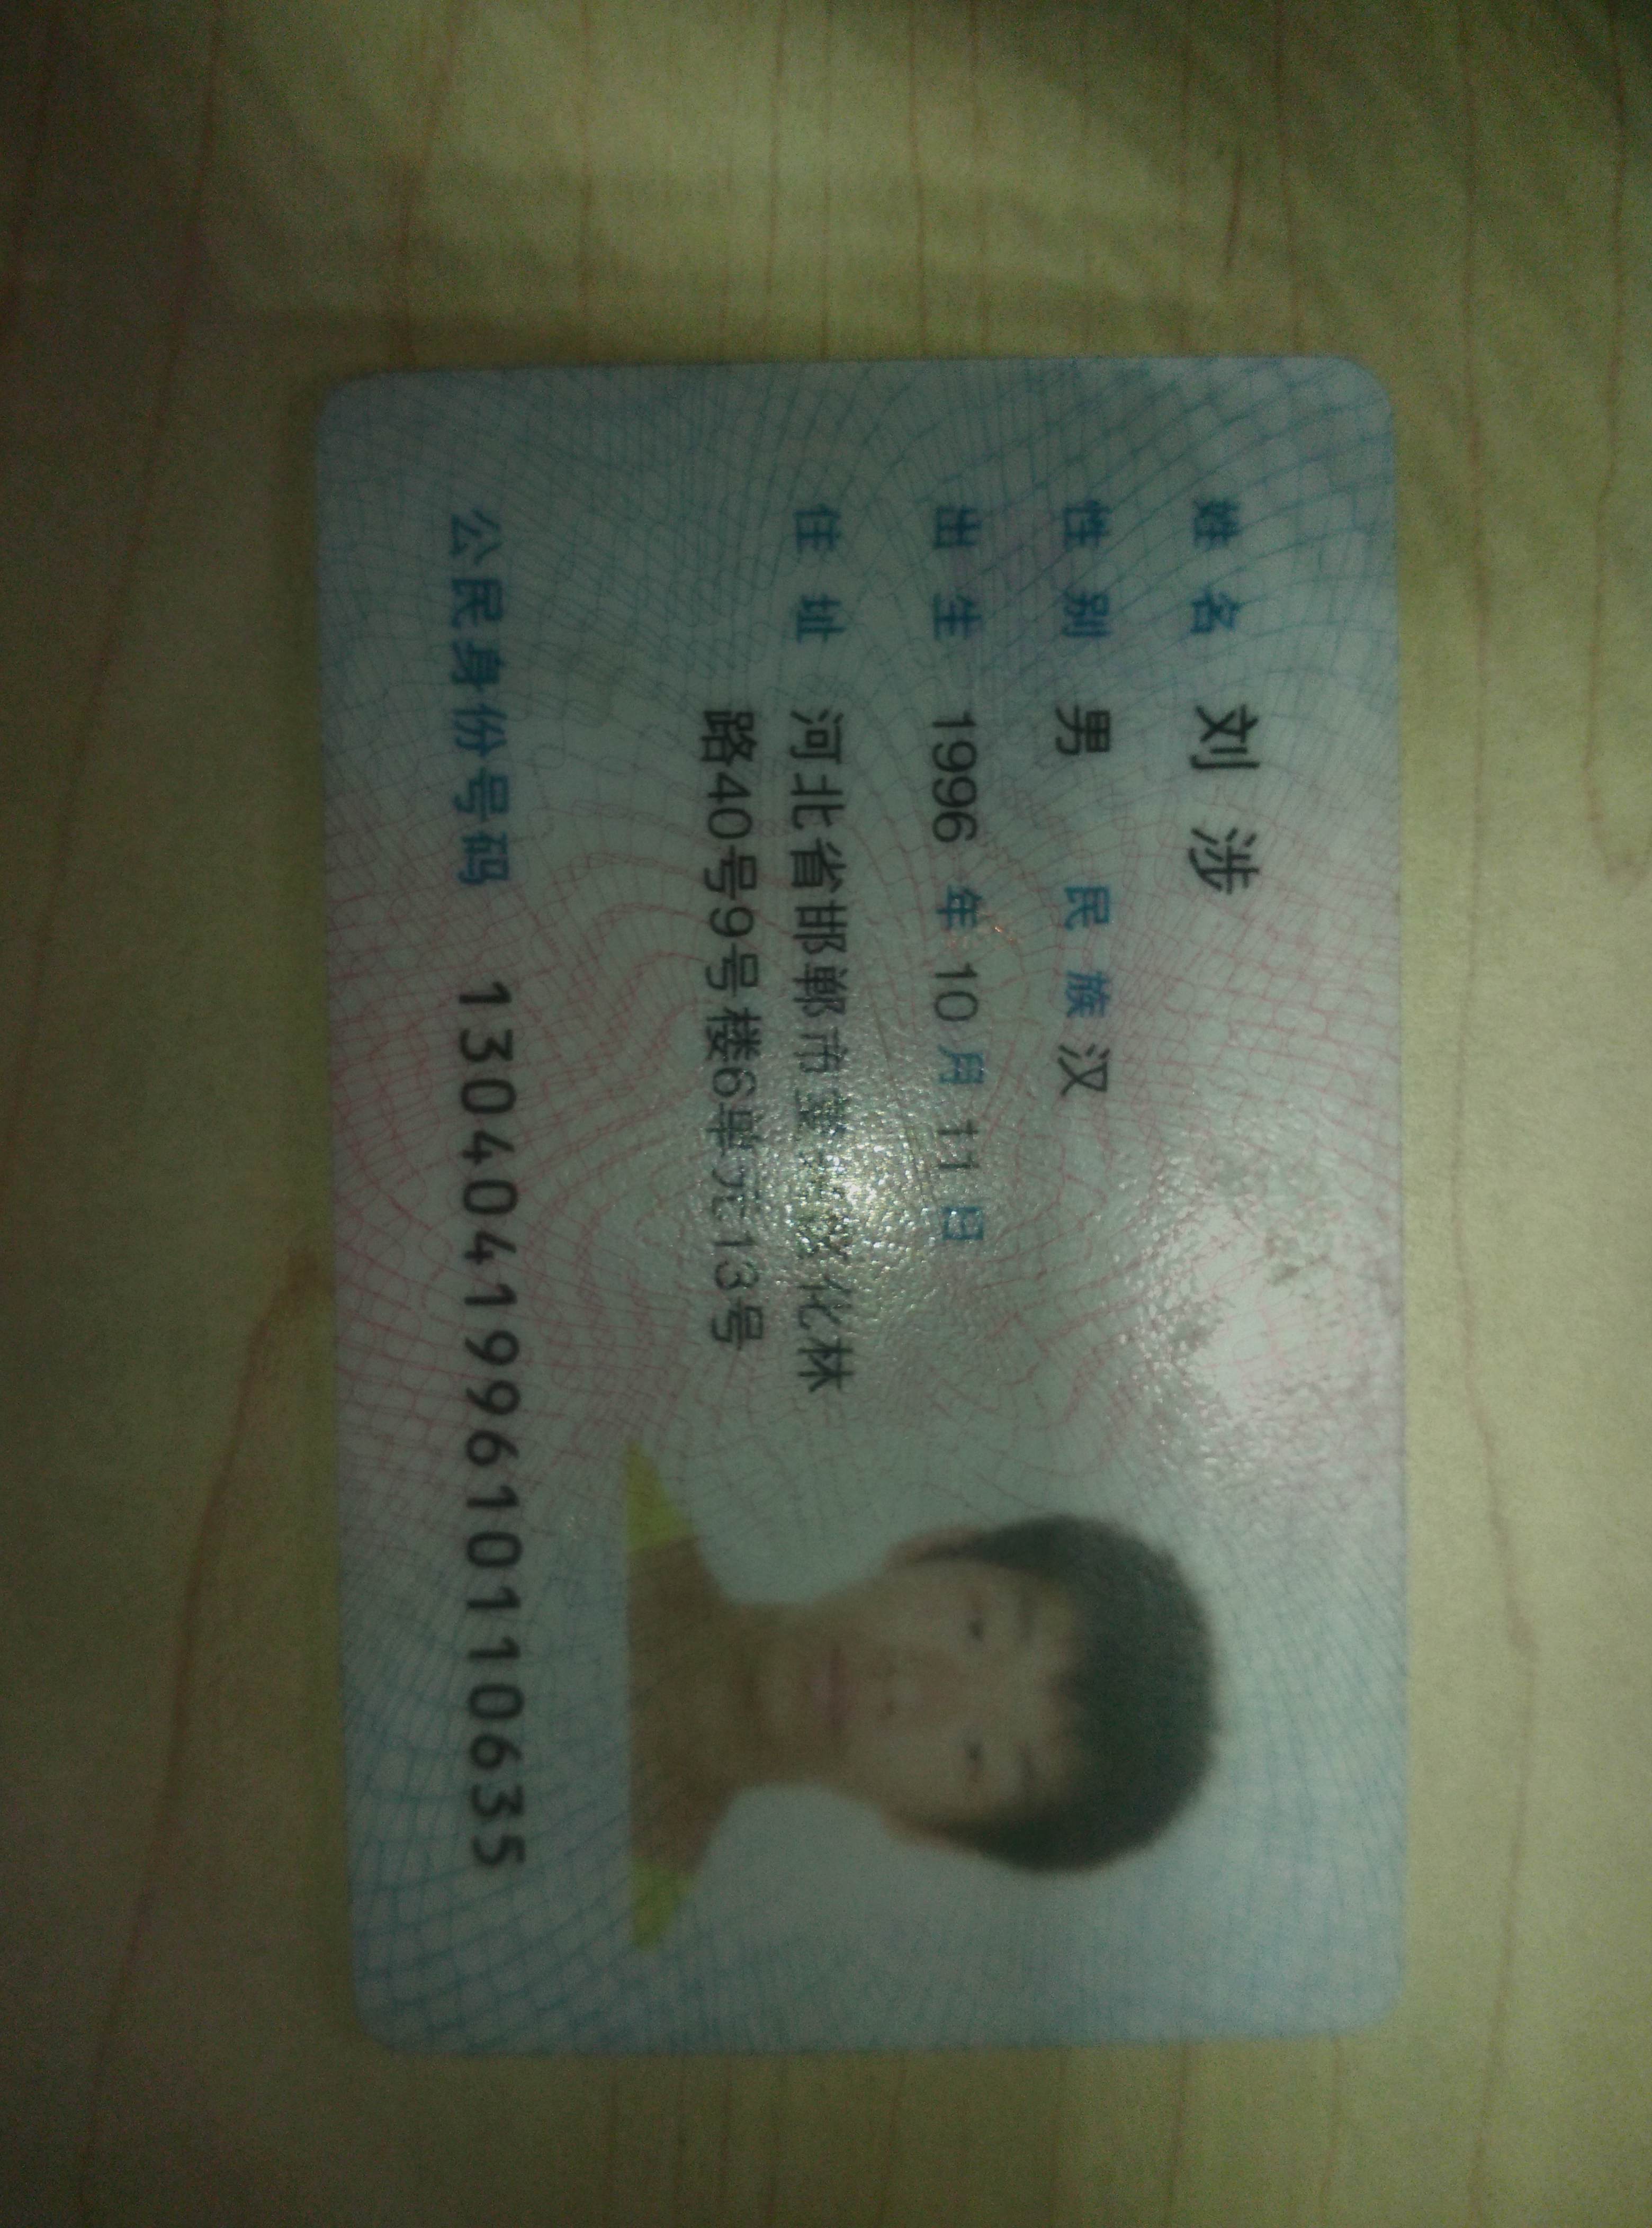 姓名 刘涉
性别 男 民族 汉
出生 1996 年 10 月 11 日
住址 河北省邯郸市 化林
路40号9号楼6单元13号
公民身份号码 130404199610110635